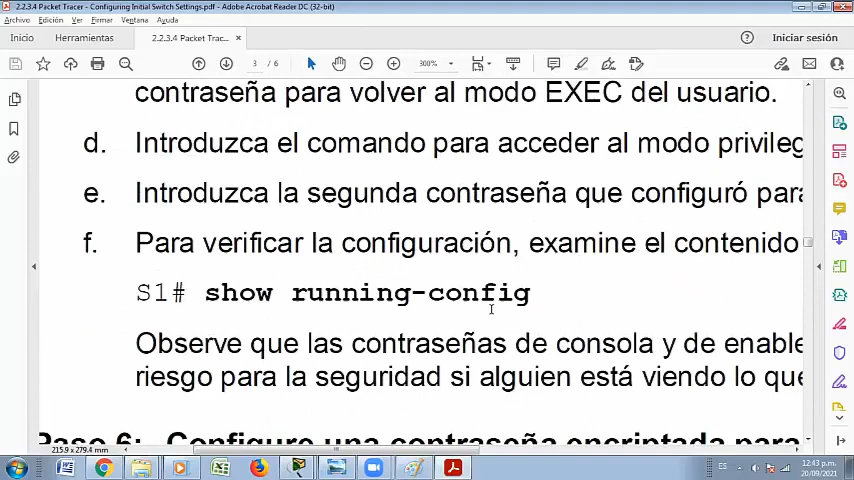 2.2.3.4 Packet Tracer - Configuring Initial Switch Settings.pdf - Adobe Acrobat Reader DC (32-bit)
Archivo Edición Ver Firmar Ventana Ayuda
Inicio Herramientas 2.2.3.4 Packet Trac... × Iniciar sesión
3 / 6 300%
contraseña para volver al modo EXEC del usuario.
d. Introduzca el comando para acceder al modo privileg
e. Introduzca la segunda contraseña que configuró para
f. Para verificar la configuración, examine el contenido
S1# show running-config
Observe que las contraseñas de consola y de enable
riesgo para la seguridad si alguien está viendo lo que
Paso 6: Configure una contraseña encriptada para
215.9 x 279.4 mm
ES 12:43 p.m.
20/09/2021